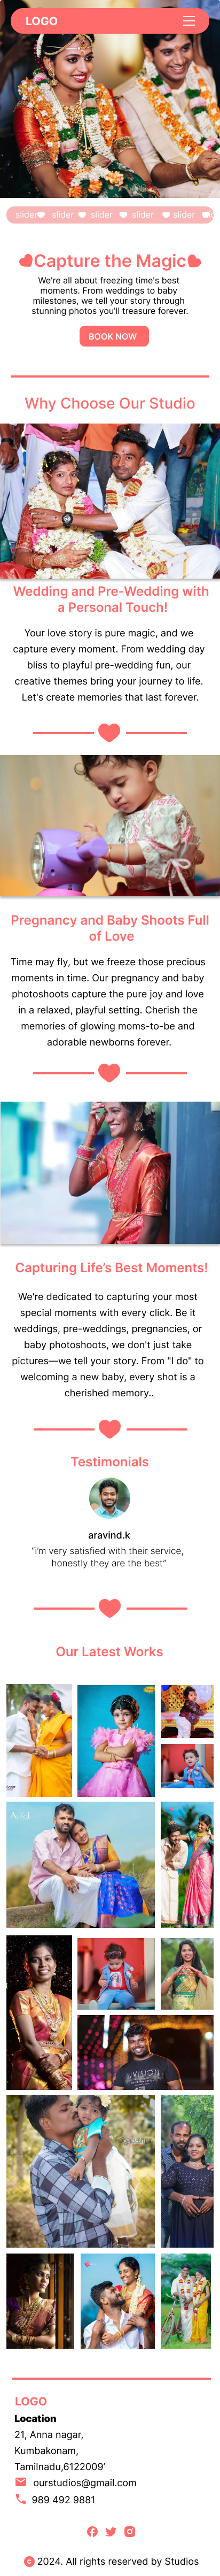 LOGO
slider slider slider slider slider
Capture the Magic
We're all about freezing time's best
moments. From weddings to baby
milestones, we tell your story through
stunning photos you'll treasure forever.
BOOK NOW
Why Choose Our Studio
Wedding and Pre-Wedding with
a Personal Touch!
Your love story is pure magic, and we
capture every moment. From wedding day
bliss to playful pre-wedding fun, our
creative themes bring your journey to life.
Let's create memories that last forever.
Pregnancy and Baby Shoots Full
of Love
Time may fly, but we freeze those precious
moments in time. Our pregnancy and baby
photoshoots capture the pure joy and love
in a relaxed, playful setting. Cherish the
memories of glowing moms-to-be and
adorable newborns forever.
Capturing Life's Best Moments!
We're dedicated to capturing your most
special moments with every click. Be it
weddings, pre-weddings, pregnancies, or
baby photoshoots, we don't just take
pictures—we tell your story. From "I do" to
welcoming a new baby, every shot is a
cherished memory..
Testimonials
aravind.k
"i'm very satisfied with their service,
honestly they are the best"
Our Latest Works
LOGO
Location
21, Anna nagar,
Kumbakonam,
Tamilnadu,6122009'
ourstudios@gmail.com
989 492 9881
© 2024. All rights reserved by Studios